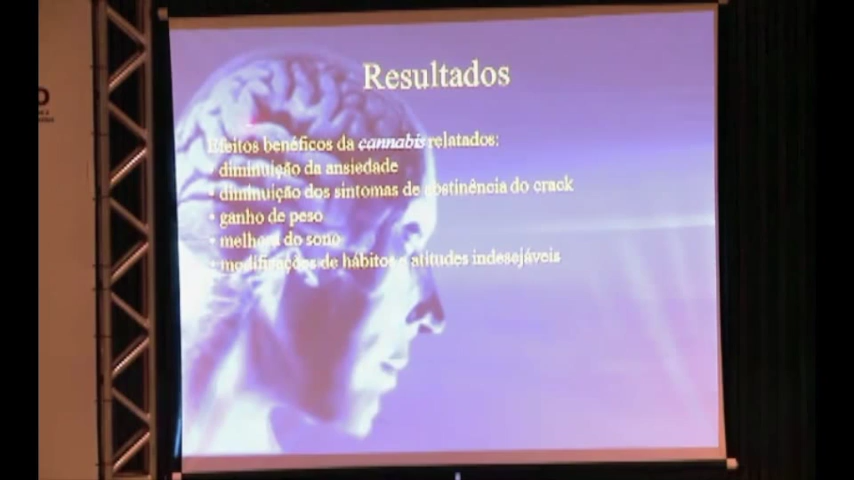 Resultados
Efeitos benéficos da cannabis relatados:
• diminuição da ansiedade
• diminuição dos sintomas de abstinência do crack
• ganho de peso
• melhora do sono
• modificações de hábitos e atitudes indesejáveis